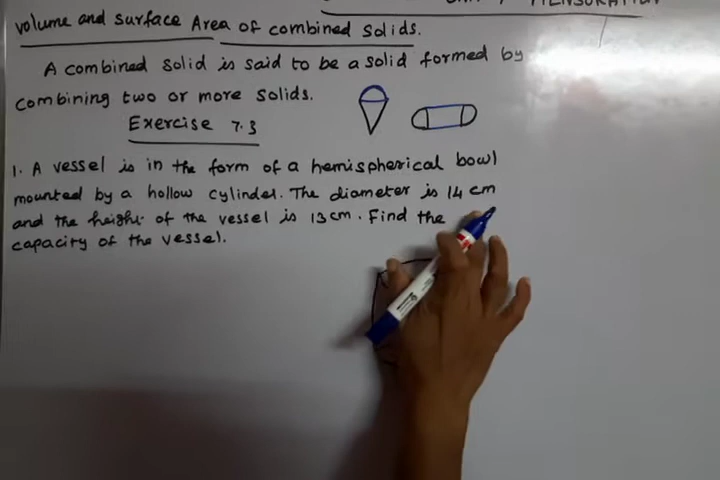 MENSURATION
volume and surface Area of combined solids.
A combined solid is said to be a solid formed by
combining two or more solids.
Exercise 7.3
1. A vessel is in the form of a hemispherical bowl
mounted by a hollow cylinder. The diameter is 14 cm
and the height of the vessel is 13 cm. Find the
capacity of the vessel.